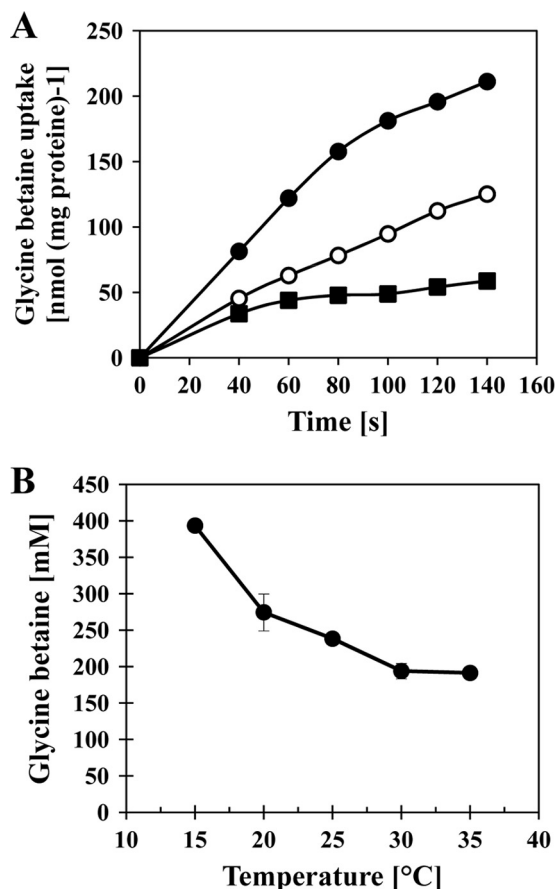 A
Glycine betaine uptake
[nmol (mg proteine)-1]
250
200
150
100
50
0
0 20 40 60 80 100 120 140 160
Time [s]
B
Glycine betaine [mM]
450
400
350
300
250
200
150
100
50
0
10 15 20 25 30 35 40
Temperature [°C]